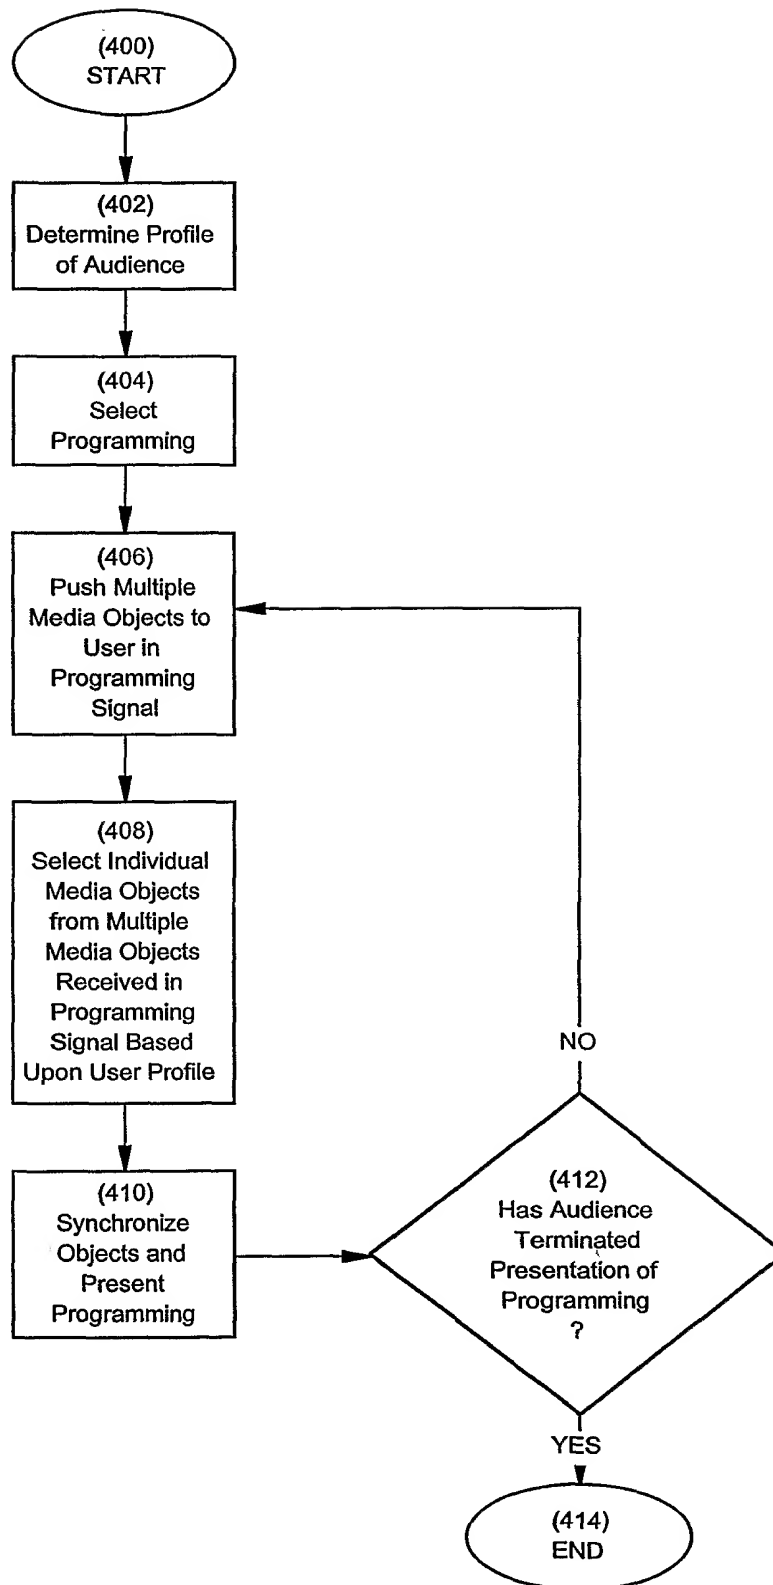 (400)
START
(402)
Determine Profile
of Audience
(404)
Select
Programming
(406)
Push Multiple
Media Objects to
User in
Programming
Signal
(408)
Select Individual
Media Objects
from Multiple
Media Objects
Received in
Programming
Signal Based
Upon User Profile
(410)
Synchronize
Objects and
Present
Programming
NO
(412)
Has Audience
Terminated
Presentation of
Programming
?
YES
(414)
END